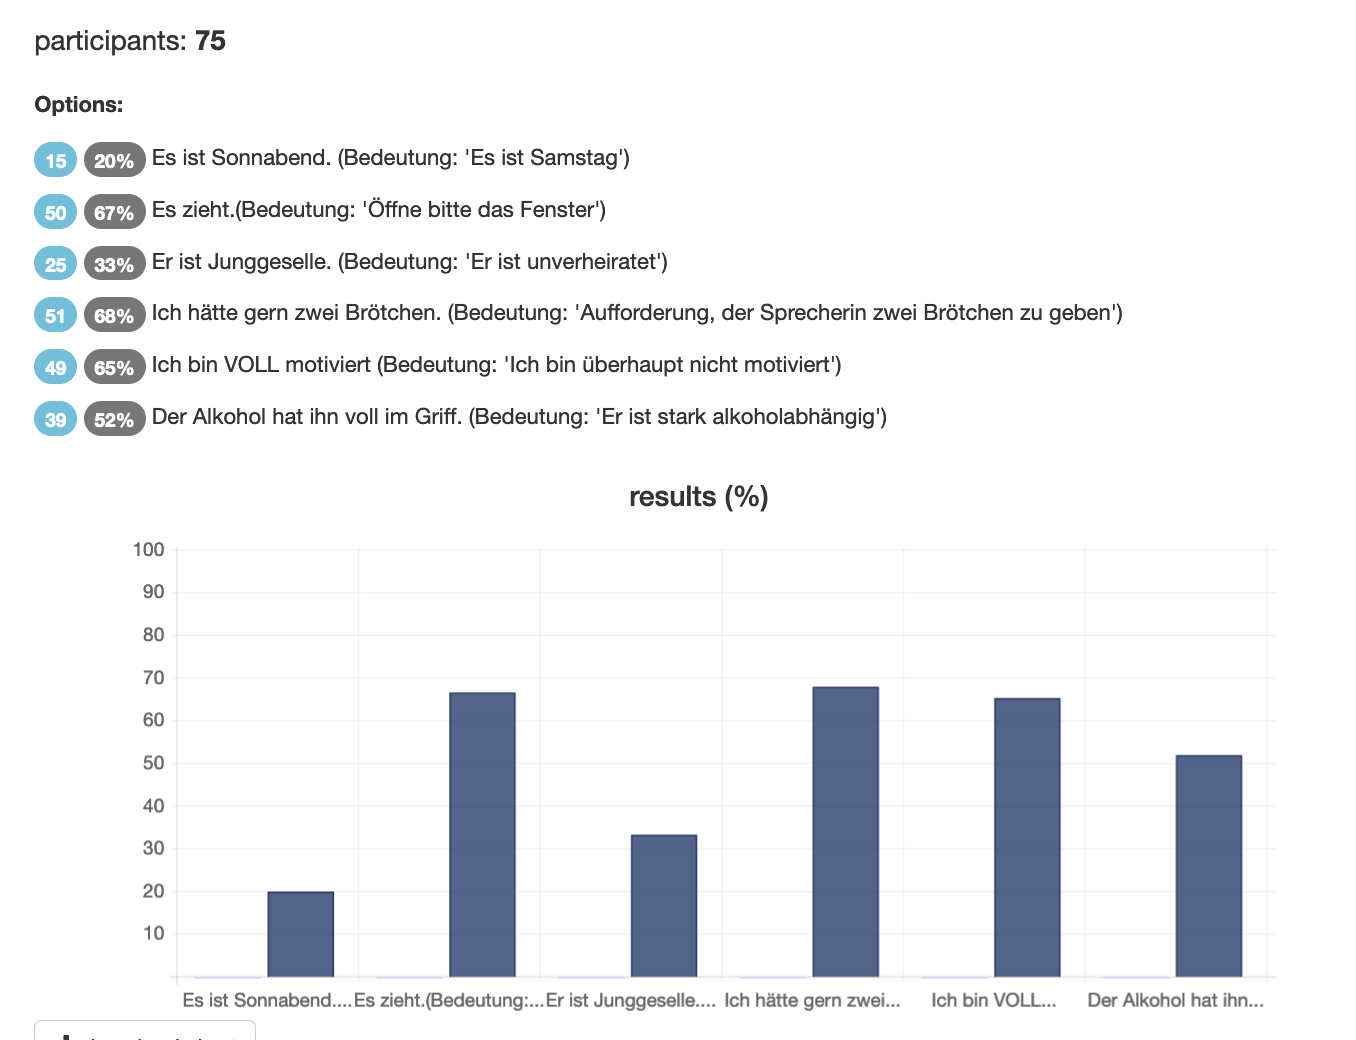 participants: 75
Options:
15 20% Es ist Sonnabend. (Bedeutung: 'Es ist Samstag')
50 67% Es zieht.(Bedeutung: 'Öffne bitte das Fenster')
25 33% Er ist Junggeselle. (Bedeutung: 'Er ist unverheiratet')
51 68% Ich hätte gern zwei Brötchen. (Bedeutung: 'Aufforderung, der Sprecherin zwei Brötchen zu geben')
49 65% Ich bin VOLL motiviert (Bedeutung: 'Ich bin überhaupt nicht motiviert')
39 52% Der Alkohol hat ihn voll im Griff. (Bedeutung: 'Er ist stark alkoholabhängig')
results (%)
100
90
80
70
60
50
40
30
20
10
Es ist Sonnabend.... Es zieht.(Bedeutung:... Er ist Junggeselle.... Ich hätte gern zwei... Ich bin VOLL... Der Alkohol hat ihn...